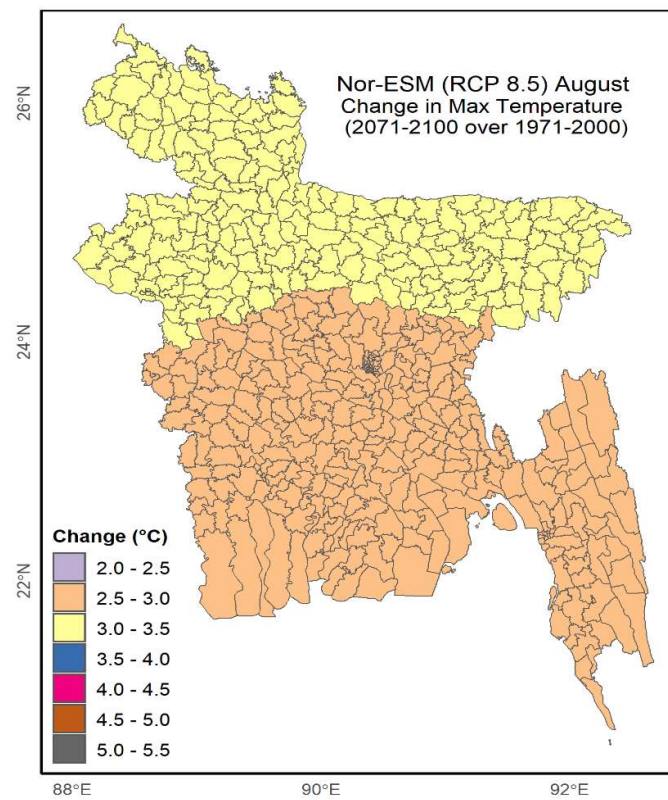 Nor-ESM (RCP 8.5) August
Change in Max Temperature
(2071-2100 over 1971-2000)
26°N
24°N
22°N
Change (°C)
2.0 - 2.5
2.5 - 3.0
3.0 - 3.5
3.5 - 4.0
4.0 - 4.5
4.5 - 5.0
5.0 - 5.5
88°E
90°E
92°E